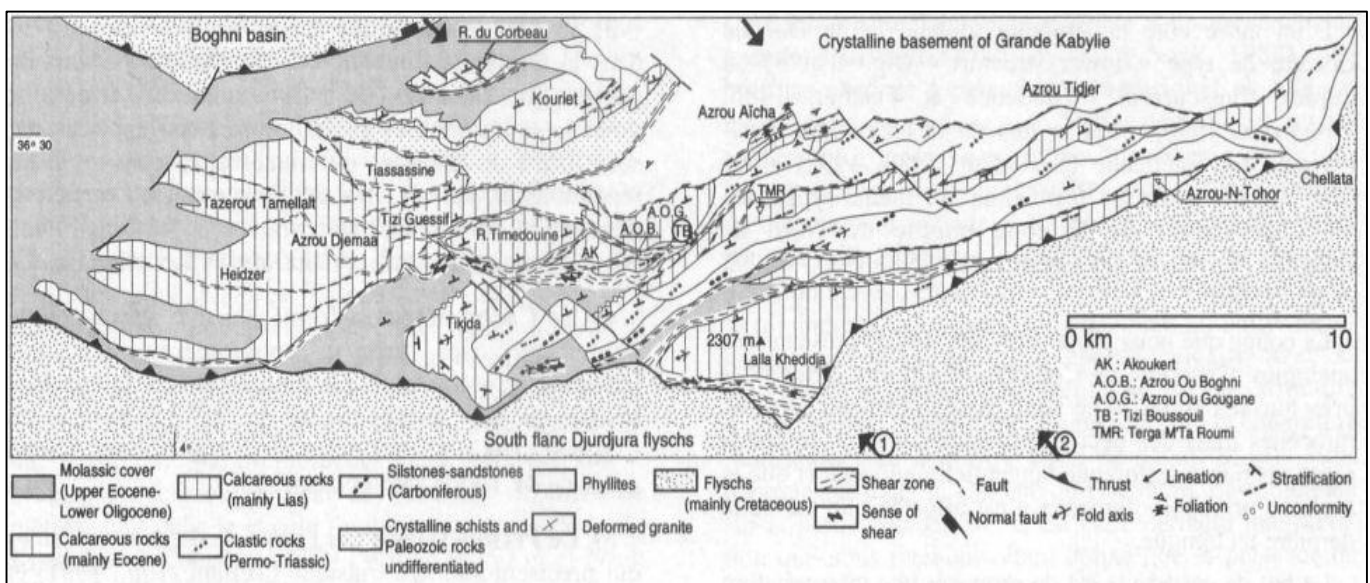 Boghni basin
R. du Corbeau
Crystalline basement of Grande Kabylie
Kouriet
Azrou Tidjer
Azrou Aïcha
36° 30
Tiassassine
TMR
Chellata
Tazerout Tamellalt
A.O.G.
Azrou-N-Tohor
Tizi Guessif
A.O.B.
TB
Azrou Djemaa
R. Timedouine
AK
Heidzer
Tikjda
2307 m
Lalla Khedidja
0 km 10
AK : Akoukert
A.O.B.: Azrou Ou Boghni
A.O.G.: Azrou Ou Gougane
TB : Tizi Boussouil
TMR: Terga M'Ta Roumi
4°
South flanc Djurdjura flyschs
1
2
Molassic cover
(Upper Eocene-
Lower Oligocene)
Calcareous rocks
(mainly Eocene)
Calcareous rocks
(mainly Lias)
Clastic rocks
(Permo-Triassic)
Silstones-sandstones
(Carboniferous)
Crystalline schists and
Paleozoic rocks
undifferentiated
Phyllites
Deformed granite
Flyschs
(mainly Cretaceous)
Shear zone
Sense of
shear
Fault
Normal fault
Thrust
Fold axis
Lineation
Foliation
Stratification
Unconformity